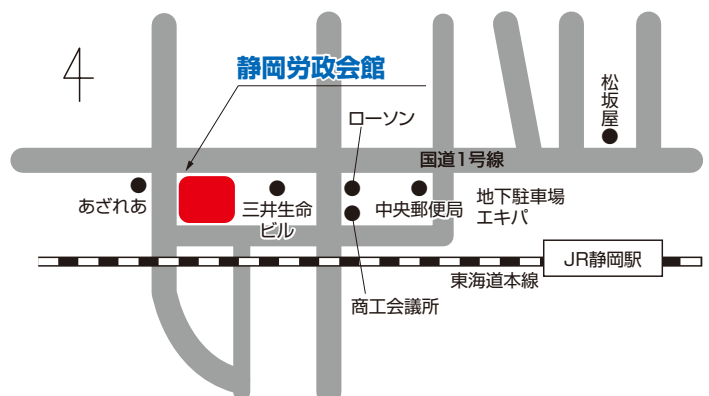 静岡労政会館
松坂屋
ローソン
国道1号線
あざれあ
三井生命
ビル
中央郵便局
地下駐車場
エキパ
JR静岡駅
東海道本線
商工会議所